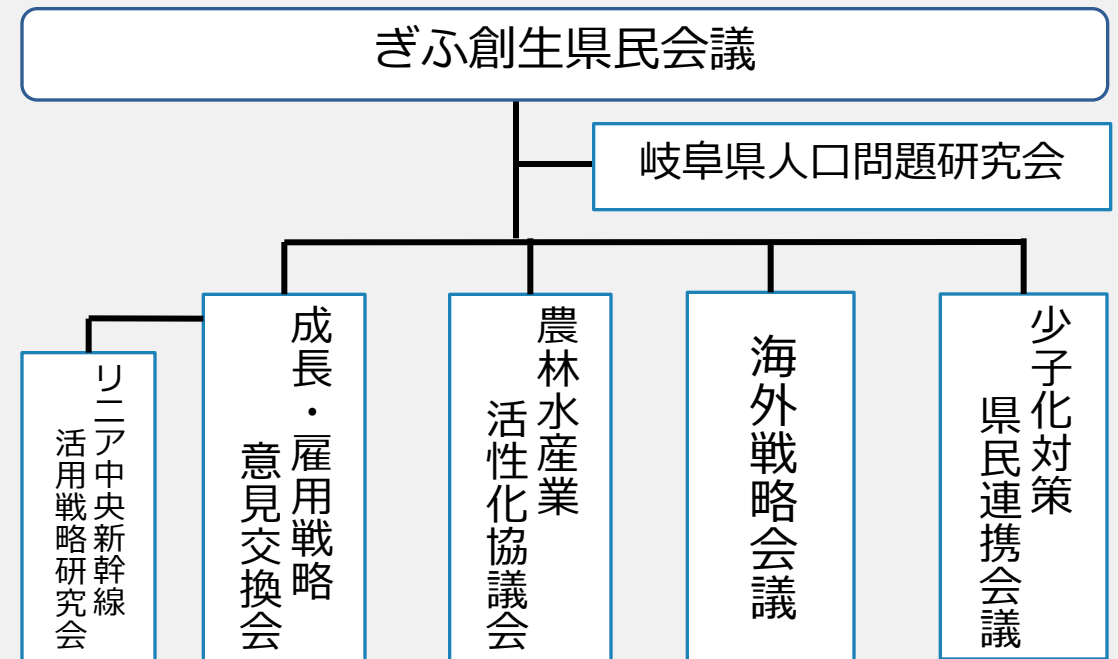 ぎふ創生県民会議
岐阜県人口問題研究会
リニア中央新幹線
活用戦略研究会
成長・雇用戦略
意見交換会
農林水産業
活性化協議会
海外戦略会議
少子化対策
県民連携会議